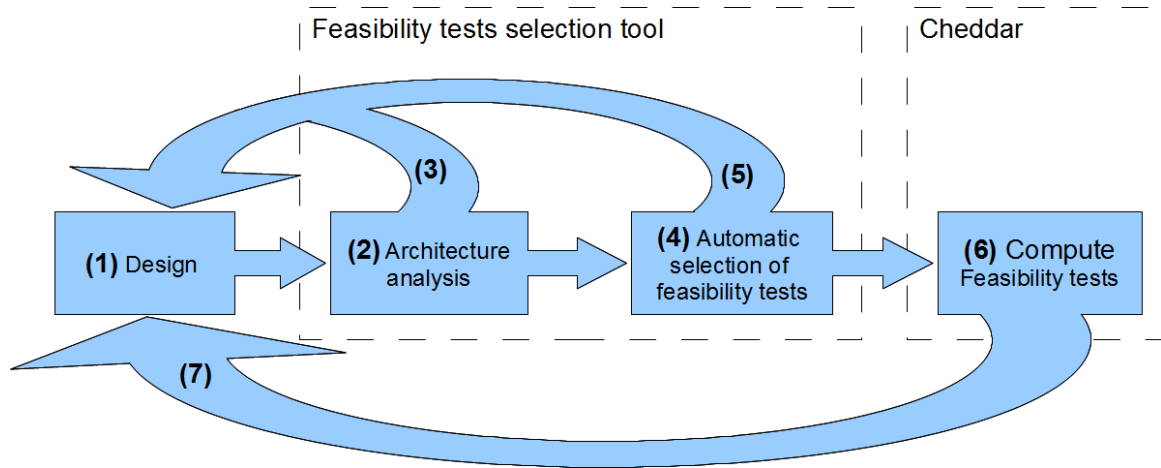 Feasibility tests selection tool
Cheddar
(3)
(5)
(1) Design
(2) Architecture
analysis
(4) Automatic
selection of
feasibility tests
(6) Compute
Feasibility tests
(7)